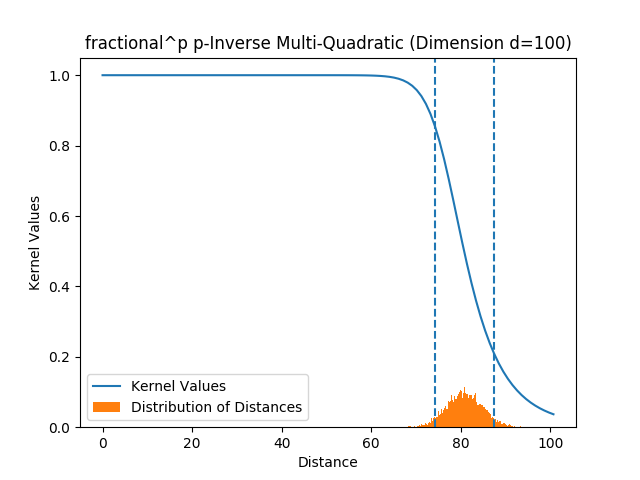 fractional^p p-Inverse Multi-Quadratic (Dimension d=100)
1.0
0.8
0.6
0.4
0.2
0.0
Kernel Values
Kernel Values
Distribution of Distances
0 20 40 60 80 100
Distance